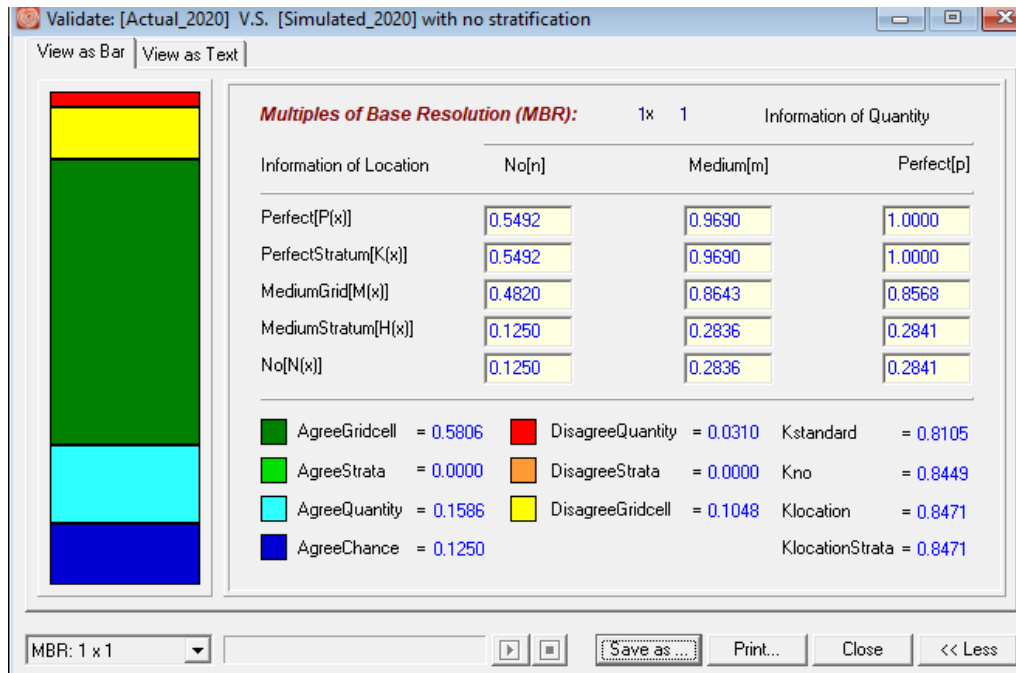 Validate: [Actual_2020] V.S. [Simulated_2020] with no stratification
View as Bar View as Text
Multiples of Base Resolution (MBR): 1x 1 Information of Quantity
Information of Location No[n] Medium[m] Perfect[p]
Perfect[P(x)] 0.5492 0.9690 1.0000
PerfectStratum[K(x)] 0.5492 0.9690 1.0000
MediumGrid[M(x)] 0.4820 0.8643 0.8568
MediumStratum[H(x)] 0.1250 0.2836 0.2841
No[N(x)] 0.1250 0.2836 0.2841
AgreeGridcell = 0.5806 DisagreeQuantity = 0.0310 Kstandard = 0.8105
AgreeStrata = 0.0000 DisagreeStrata = 0.0000 Kno = 0.8449
AgreeQuantity = 0.1586 DisagreeGridcell = 0.1048 Klocation = 0.8471
AgreeChance = 0.1250 KlocationStrata = 0.8471
MBR: 1 x 1 Save as ... Print... Close << Less